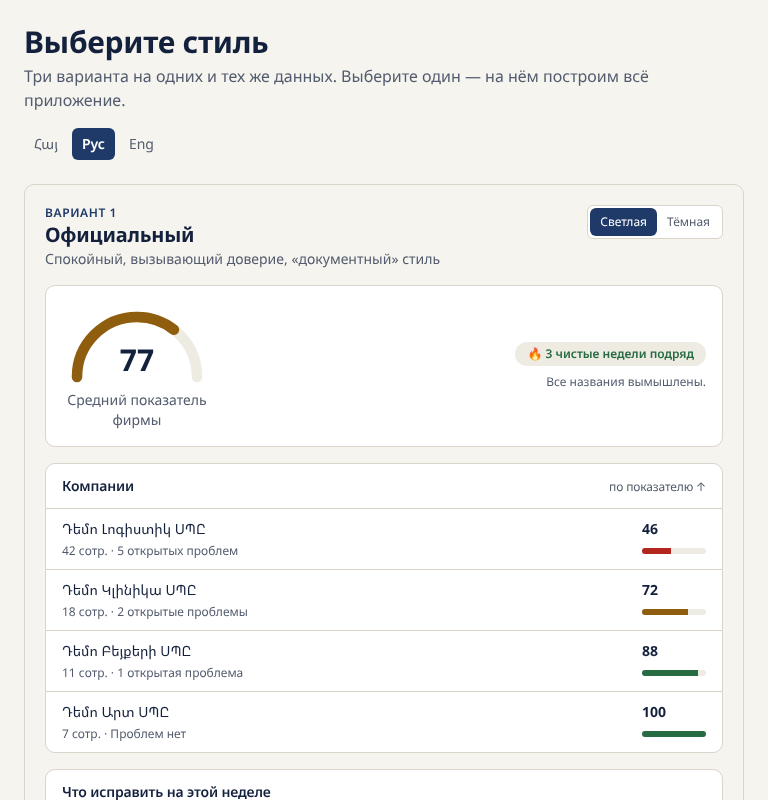 Выберите стиль
Три варианта на одних и тех же данных. Выберите один — на нём построим всё
приложение.
Հայ Рус Eng
ВАРИАНТ 1
Официальный
Спокойный, вызывающий доверие, «документный» стиль
Светлая Тёмная
77
Средний показатель
фирмы
🔥 3 чистые недели подряд
Все названия вымышлены.
Компании
по показателю ↑
Դեմո Լոգիստիկ ՍՊԸ
46
42 сотр. · 5 открытых проблем
Դեմո Կլինիկա ՍՊԸ
72
18 сотр. · 2 открытые проблемы
Դեմո Բեյքերի ՍՊԸ
88
11 сотр. · 1 открытая проблема
Դեմո Արտ ՍՊԸ
100
7 сотр. · Проблем нет
Что исправить на этой неделе